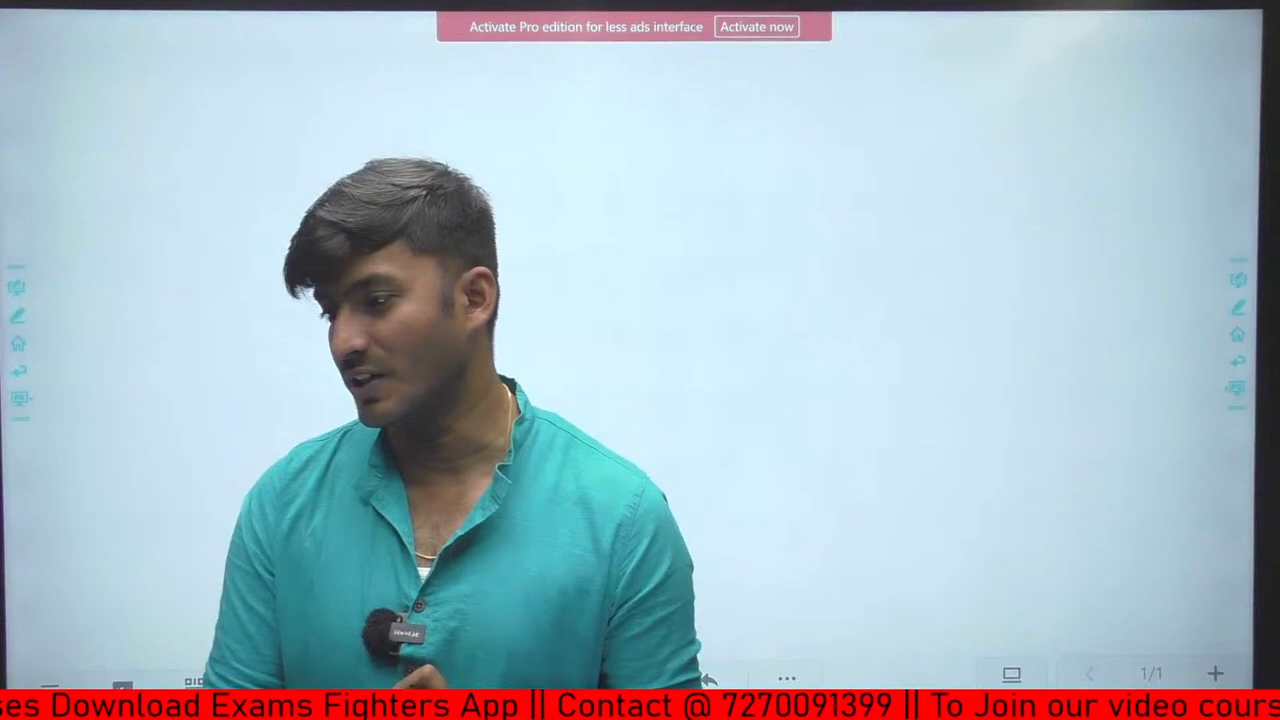 Activate Pro edition for less ads interface Activate now
1/1
ses Download Exams Fighters App || Contact @ 7270091399 || To Join our video cours